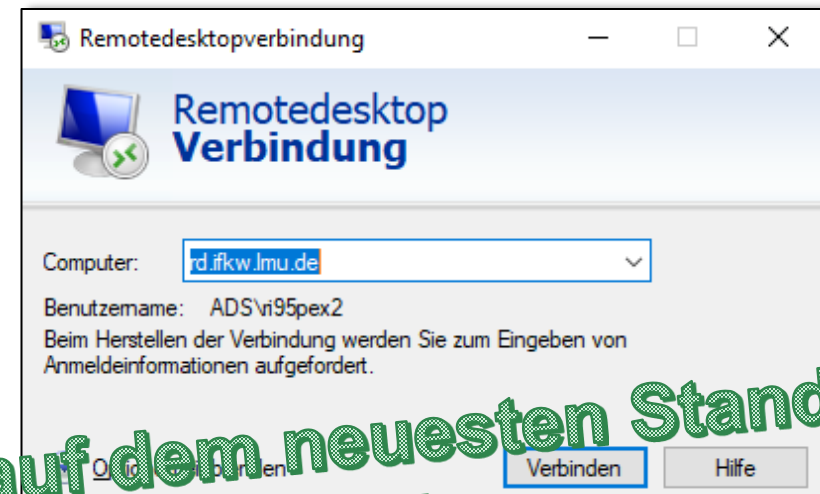 Remotedesktopverbindung
Remotedesktop
Verbindung
Computer: rd.ifkw.lmu.de
Benutzername: ADS\ri95pex2
Beim Herstellen der Verbindung werden Sie zum Eingeben von
Anmeldeinformationen aufgefordert.
auf dem neuesten Stand
Verbinden Hilfe